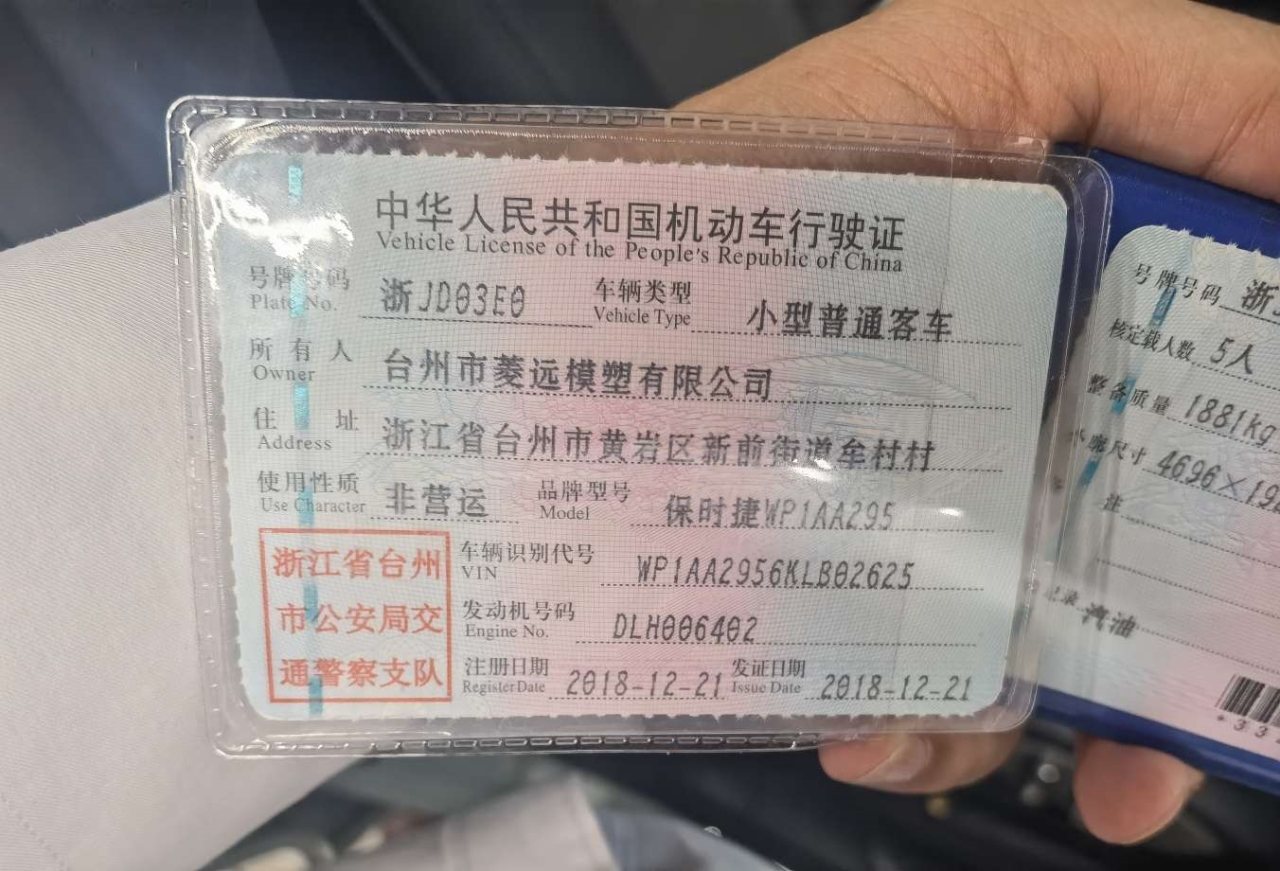 中华人民共和国机动车行驶证
Vehicle License of the People's Republic of China
号牌号码 浙JD03E0 车辆类型 小型普通客车
Plate No. Vehicle Type
所有人 台州市菱远模塑有限公司
Owner
住址 浙江省台州市黄岩区新前街道牟村村
Address
使用性质 非营运 品牌型号 保时捷WP1AA295
Use Character Model
浙江省台州
市公安局交
通警察支队
车辆识别代号 WP1AA2956KLB02625
VIN
发动机号码 DLH006402
Engine No.
注册日期 2018-12-21 发证日期 2018-12-21
Register Date Issue Date
号牌号码 浙
核定载人数 5人
整备质量 1881kg
廓尺寸 4696×19
注
记录 汽油
*33